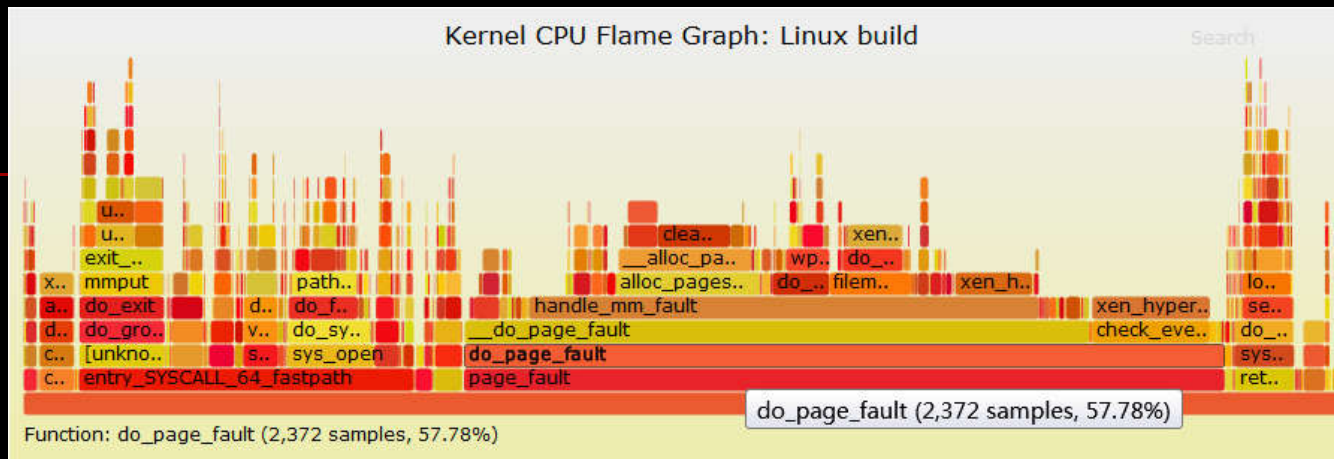 Kernel CPU Flame Graph: Linux build
Search
u..
u.. clea.. xen..
exit_.. __alloc_pa.. wp.. do_..
x.. mmput path.. alloc_pages.. do_.. filem.. xen_h.. lo..
a.. do_exit d.. do_f.. handle_mm_fault xen_hyper.. se..
d.. do_gro.. v.. do_sy.. __do_page_fault check_eve.. do_..
c.. [unkno.. s.. sys_open do_page_fault sys..
c.. entry_SYSCALL_64_fastpath page_fault ret..
do_page_fault (2,372 samples, 57.78%)
Function: do_page_fault (2,372 samples, 57.78%)